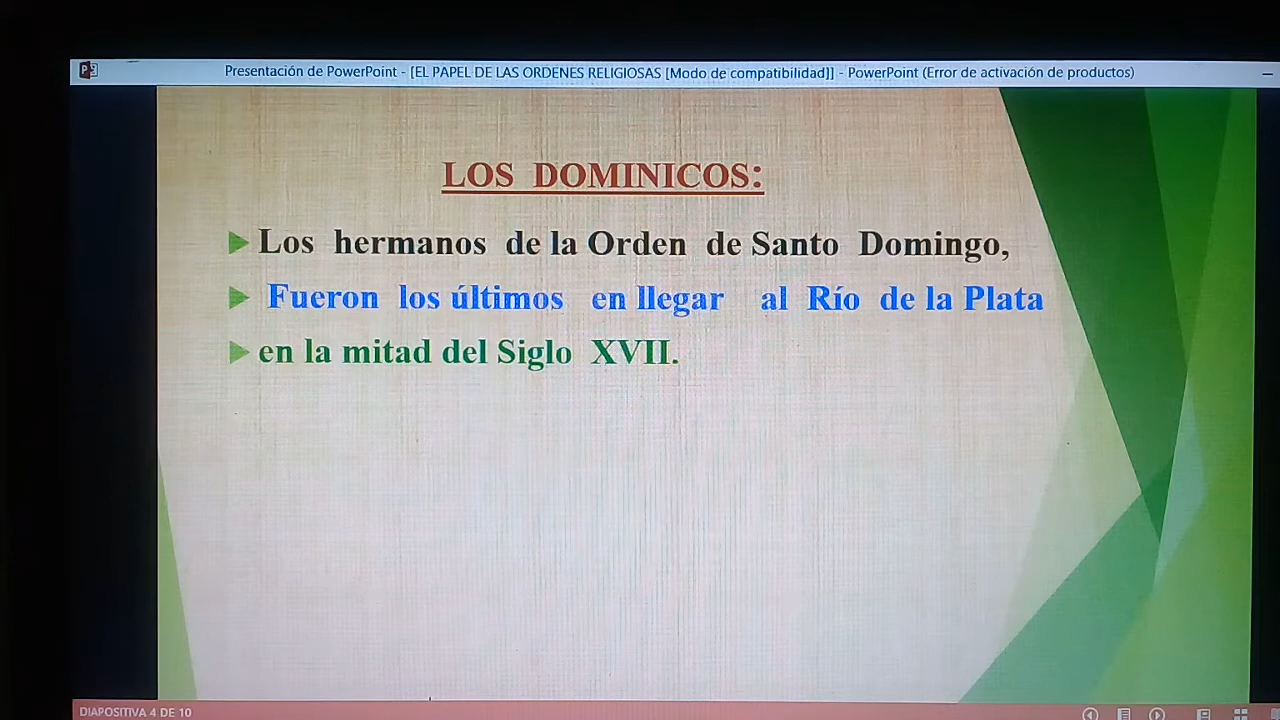 Presentación de PowerPoint - [EL PAPEL DE LAS ORDENES RELIGIOSAS [Modo de compatibilidad]] - PowerPoint (Error de activación de productos)
LOS DOMINICOS:
Los hermanos de la Orden de Santo Domingo,
Fueron los últimos en llegar al Río de la Plata
en la mitad del Siglo XVII.
DIAPOSITIVA 4 DE 10